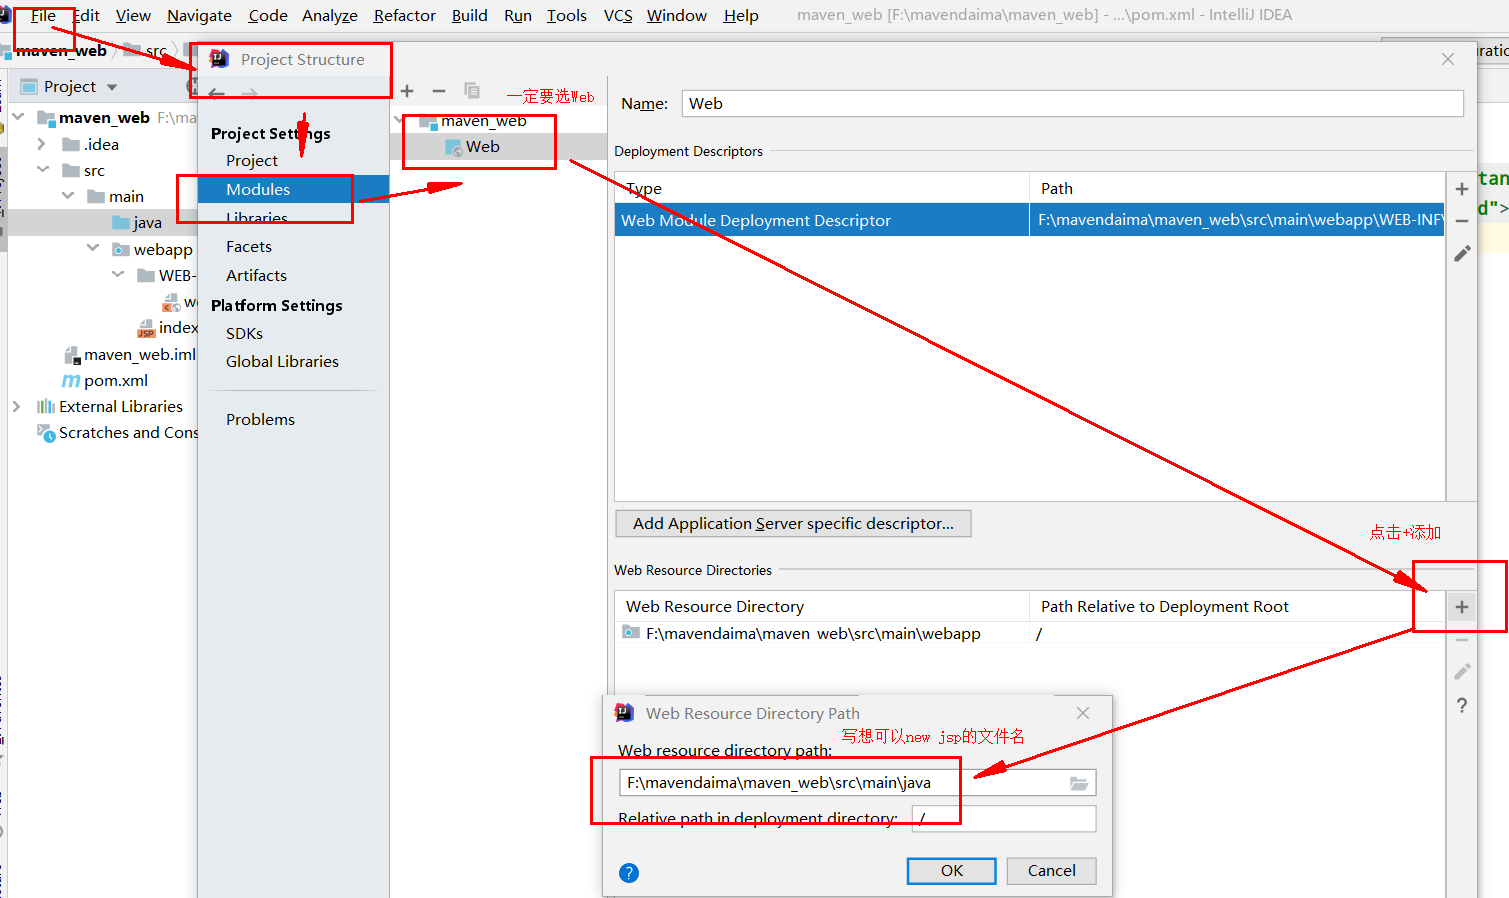 File Edit View Navigate Code Analyze Refactor Build Run Tools VCS Window Help maven_web [F:\mavendaima\maven_web] - ...\pom.xml - IntelliJ IDEA
maven_web src
Project
maven_web F:\ma
.idea
src
main
java
webapp
WEB-
we
index
maven_web.iml
pom.xml
External Libraries
Scratches and Cons
Project Structure
Project Settings
Project
Modules
Libraries
Facets
Artifacts
Platform Settings
SDKs
Global Libraries
Problems
一定要选Web
maven_web
Web
Name: Web
Deployment Descriptors
Type Path
Web Module Deployment Descriptor F:\mavendaima\maven_web\src\main\webapp\WEB-INF\
Add Application Server specific descriptor...
点击+添加
Web Resource Directories
Web Resource Directory Path Relative to Deployment Root
F:\mavendaima\maven_web\src\main\webapp /
Web Resource Directory Path
写想可以new jsp的文件名
Web resource directory path:
F:\mavendaima\maven_web\src\main\java
Relative path in deployment directory: /
OK Cancel
tan
d">